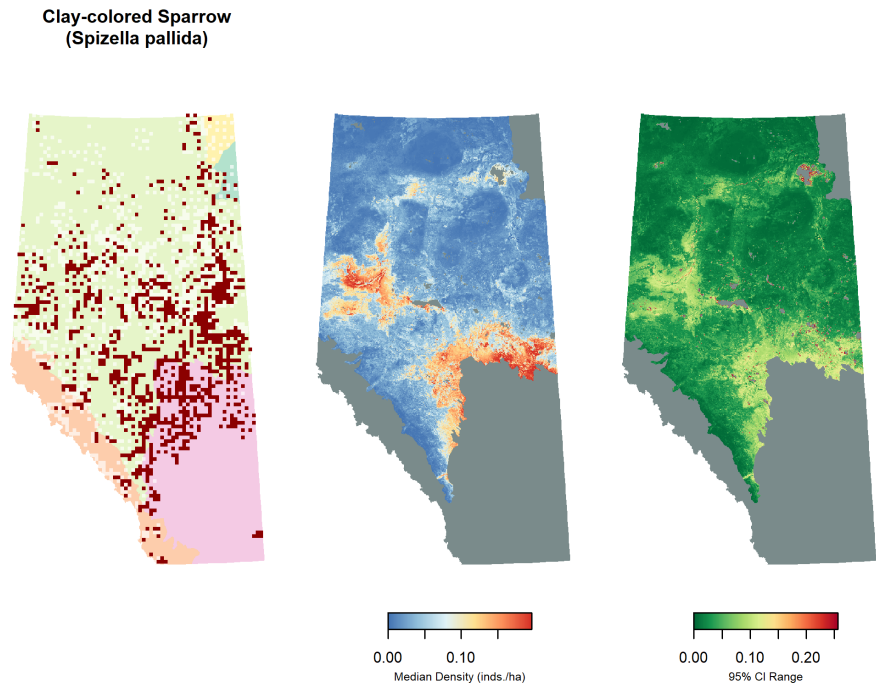 Clay-colored Sparrow
(Spizella pallida)
0.00 0.10
Median Density (inds./ha)
0.00 0.10 0.20
95% CI Range